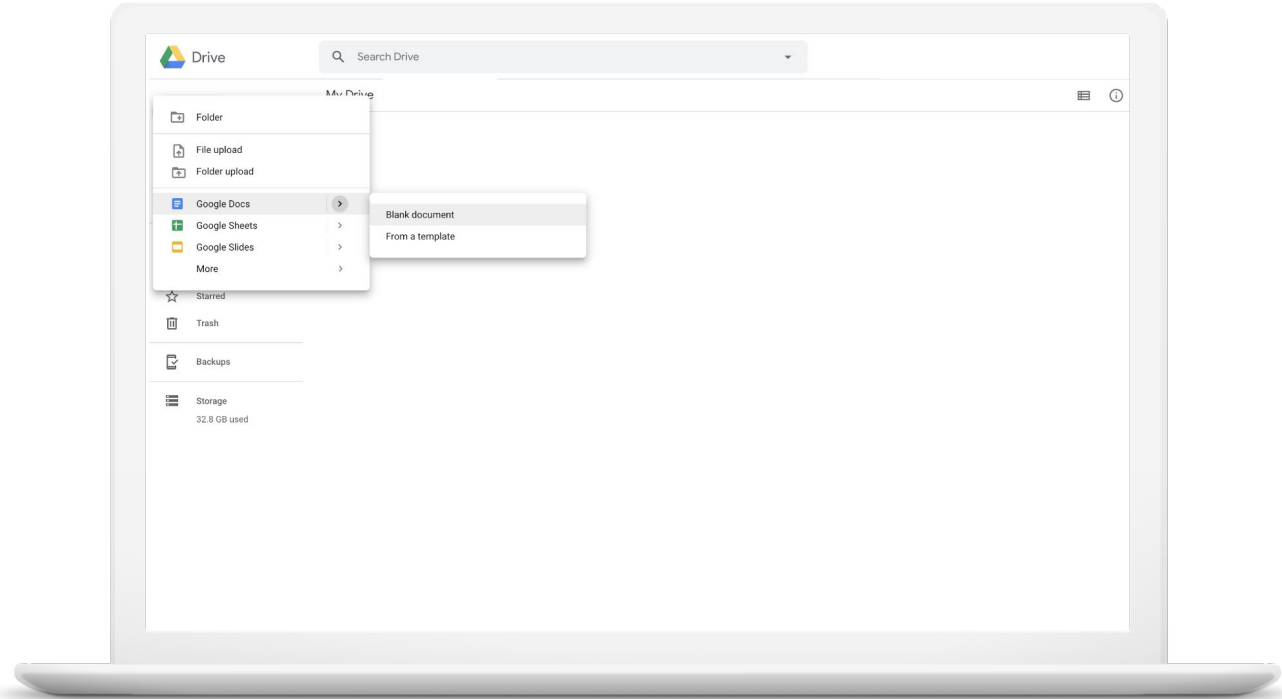 Drive
Search Drive
My Drive
Folder
File upload
Folder upload
Google Docs
Google Sheets
Google Slides
More
Blank document
From a template
Starred
Trash
Backups
Storage
32.8 GB used